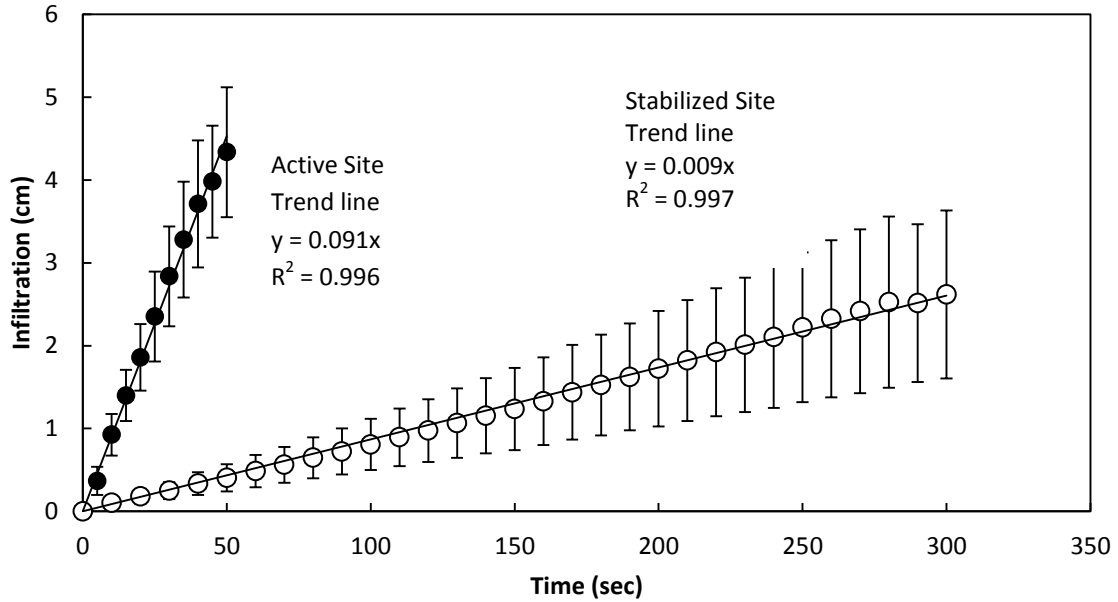 6
5
4
3
2
1
0
Infiltration (cm)
Active Site
Trend line
y = 0.091x
R² = 0.996
Stabilized Site
Trend line
y = 0.009x
R² = 0.997
0 50 100 150 200 250 300 350
Time (sec)